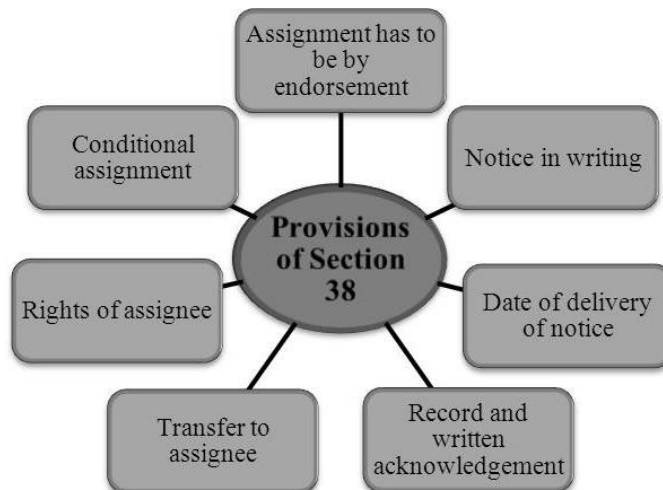 Assignment has to
be by
endorsement
Notice in writing
Date of delivery
of notice
Record and
written
acknowledgement
Transfer to
assignee
Rights of assignee
Conditional
assignment
Provisions
of Section
38